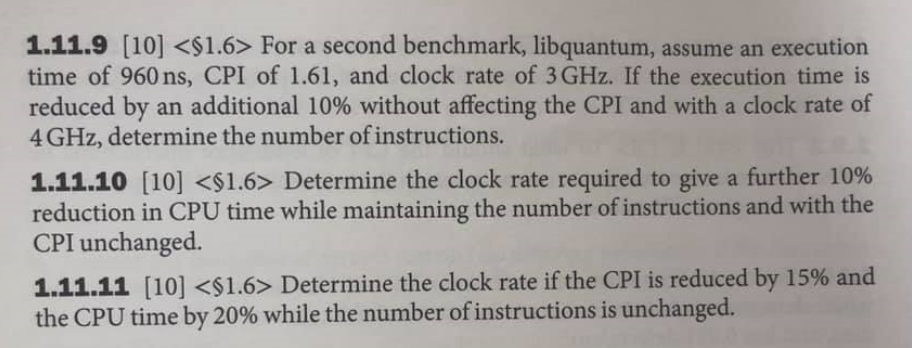 1.11.9 [10] <$1.6> For a second benchmark, libquantum, assume an execution
time of 960 ns, CPI of 1.61, and clock rate of 3 GHz. If the execution time is
reduced by an additional 10% without affecting the CPI and with a clock rate of
4 GHz, determine the number of instructions.
1.11.10 [10] <$1.6> Determine the clock rate required to give a further 10%
reduction in CPU time while maintaining the number of instructions and with the
CPI unchanged.
1.11.11 [10] <$1.6> Determine the clock rate if the CPI is reduced by 15% and
the CPU time by 20% while the number of instructions is unchanged.